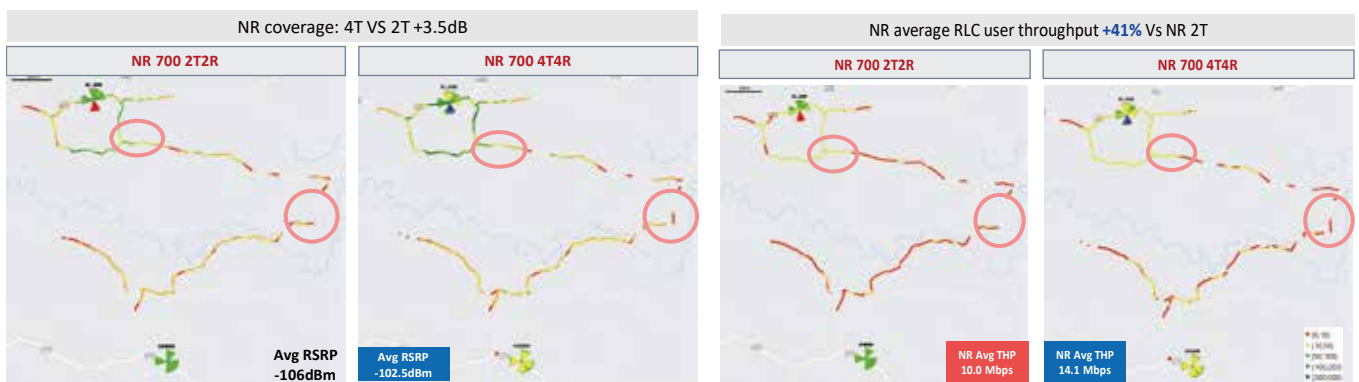 NR coverage: 4T VS 2T +3.5dB
NR 700 2T2R
NR 700 4T4R
Avg RSRP
-106dBm
Avg RSRP
-102.5dBm
NR average RLC user throughput +41% Vs NR 2T
NR 700 2T2R
NR 700 4T4R
NR Avg THP
10.0 Mbps
NR Avg THP
14.1 Mbps